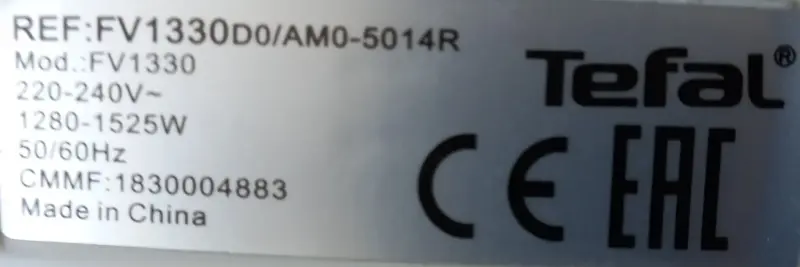 REF:FV1330D0/AM0-5014R
Mod.:FV1330
220-240V~
1280-1525W
50/60Hz
CMMF:1830004883
Made in China
Tefal®
CE EAC